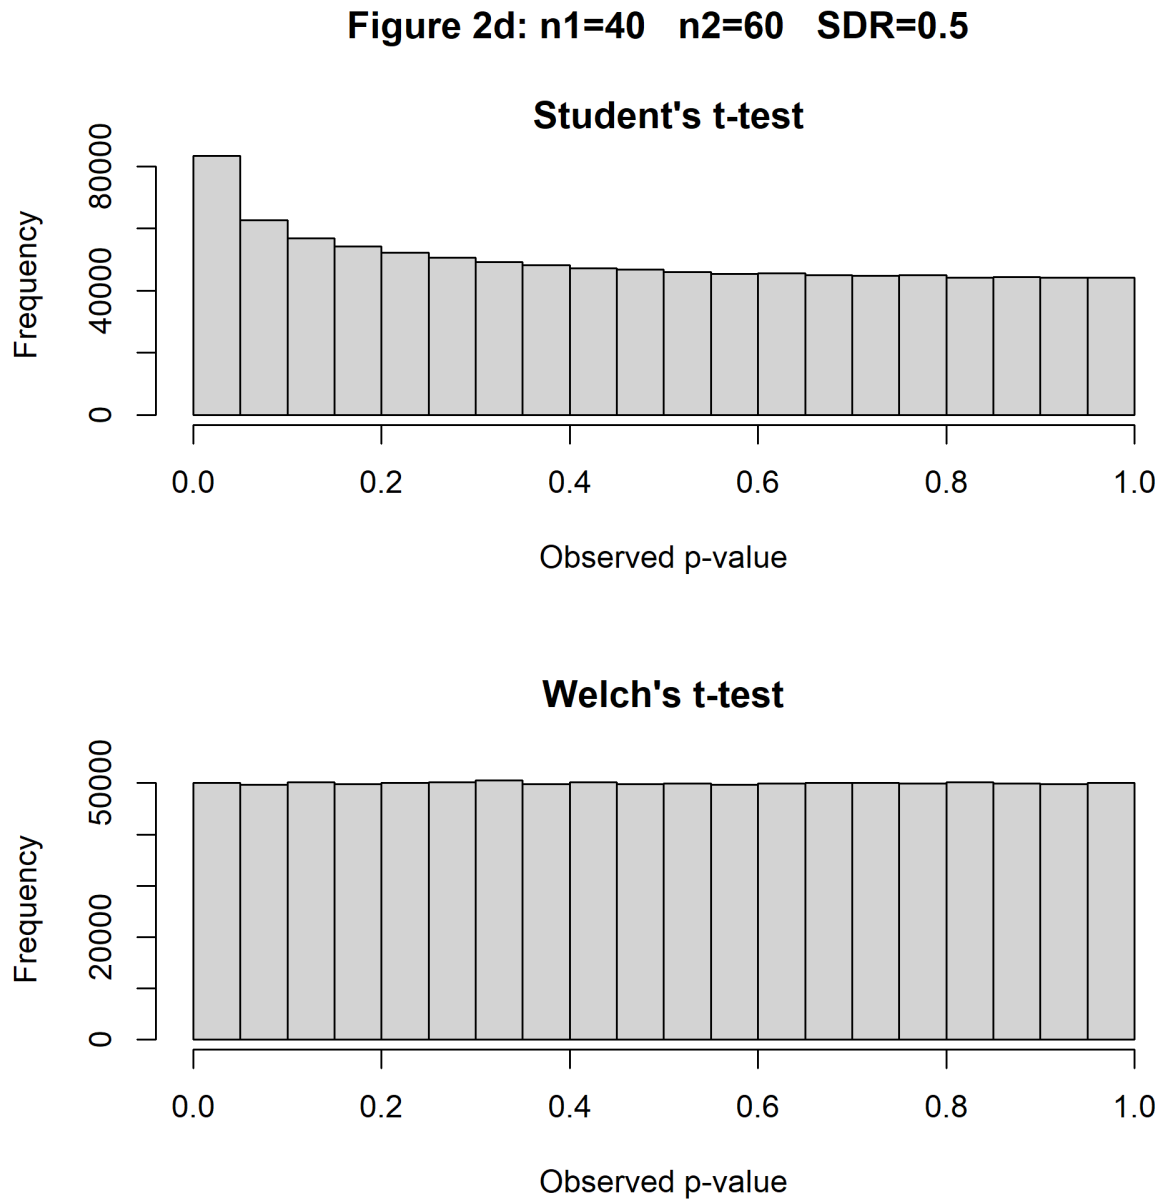 Figure 2d: n1=40 n2=60 SDR=0.5
Student's t-test
Frequency
80000
40000
0
0.0 0.2 0.4 0.6 0.8 1.0
Observed p-value
Welch's t-test
Frequency
50000
20000
0
0.0 0.2 0.4 0.6 0.8 1.0
Observed p-value